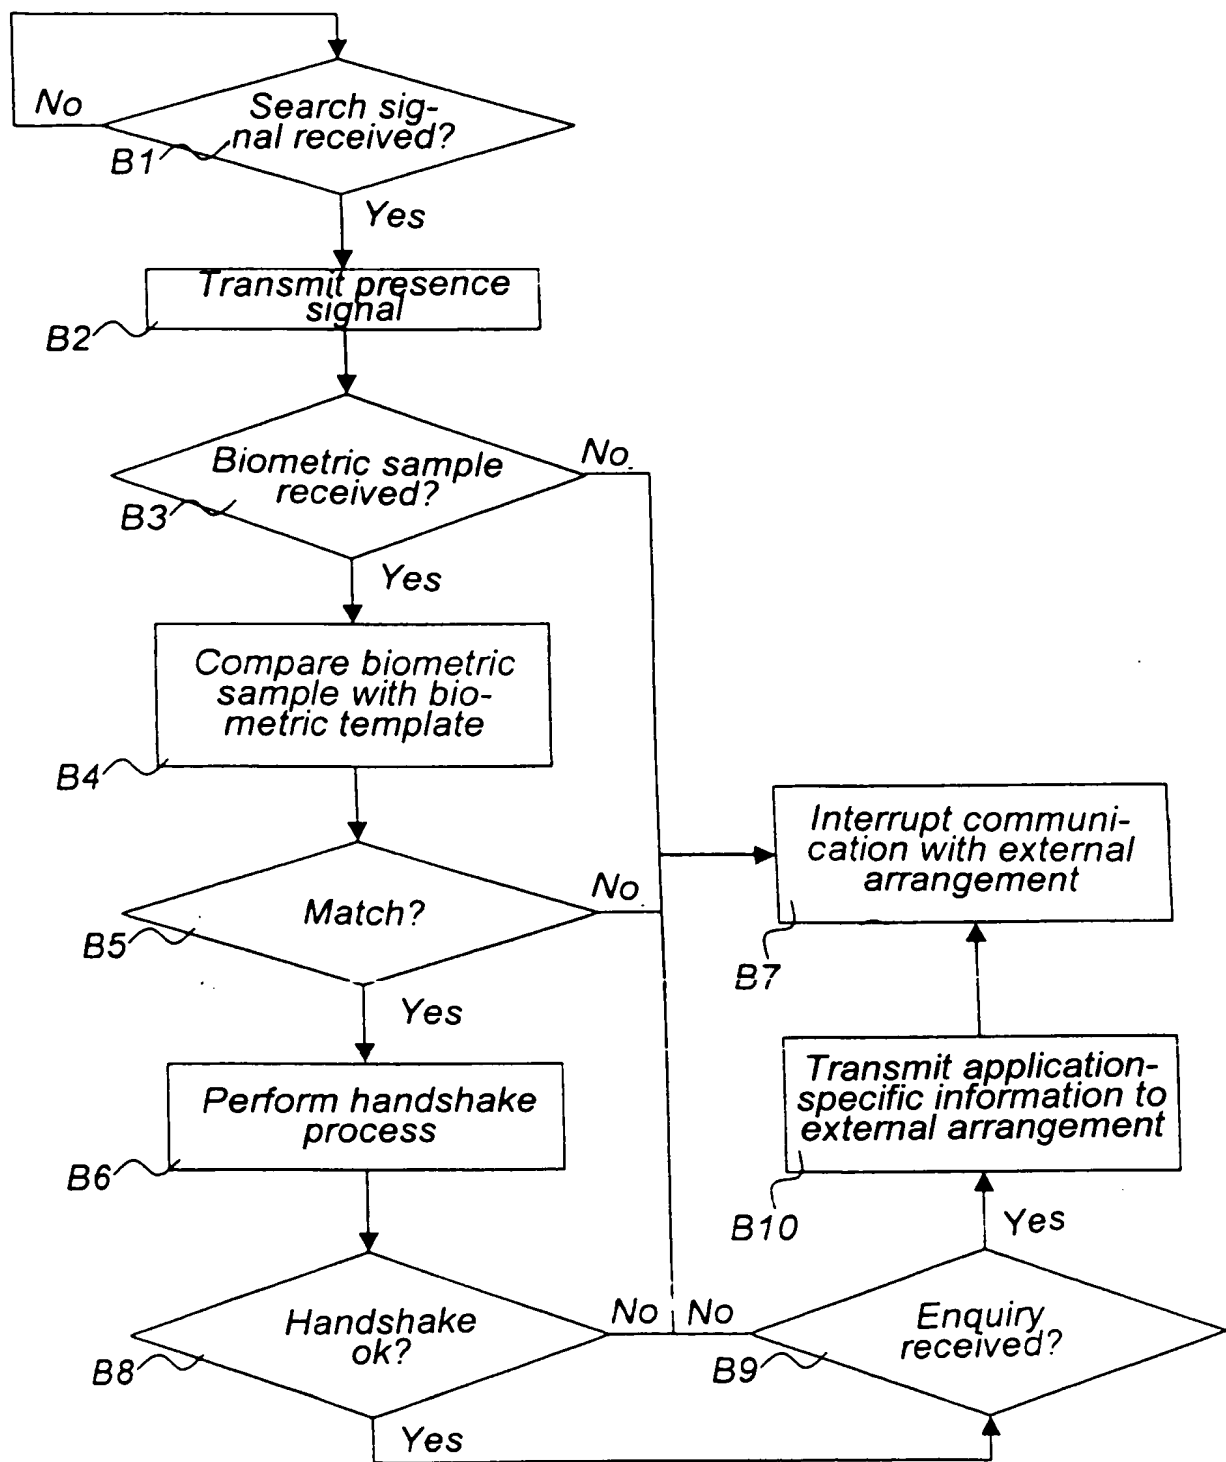 No
Search sig-
nal received?
B1
Yes
Transmit presence
signal
B2
Biometric sample
received?
No
B3
Yes
Compare biometric
sample with bio-
metric template
B4
Interrupt communi-
cation with external
arrangement
Match?
No
B5
B7
Yes
Perform handshake
process
B6
Transmit application-
specific information to
external arrangement
B10
Yes
Handshake
ok?
No
No
Enquiry
received?
B8
B9
Yes